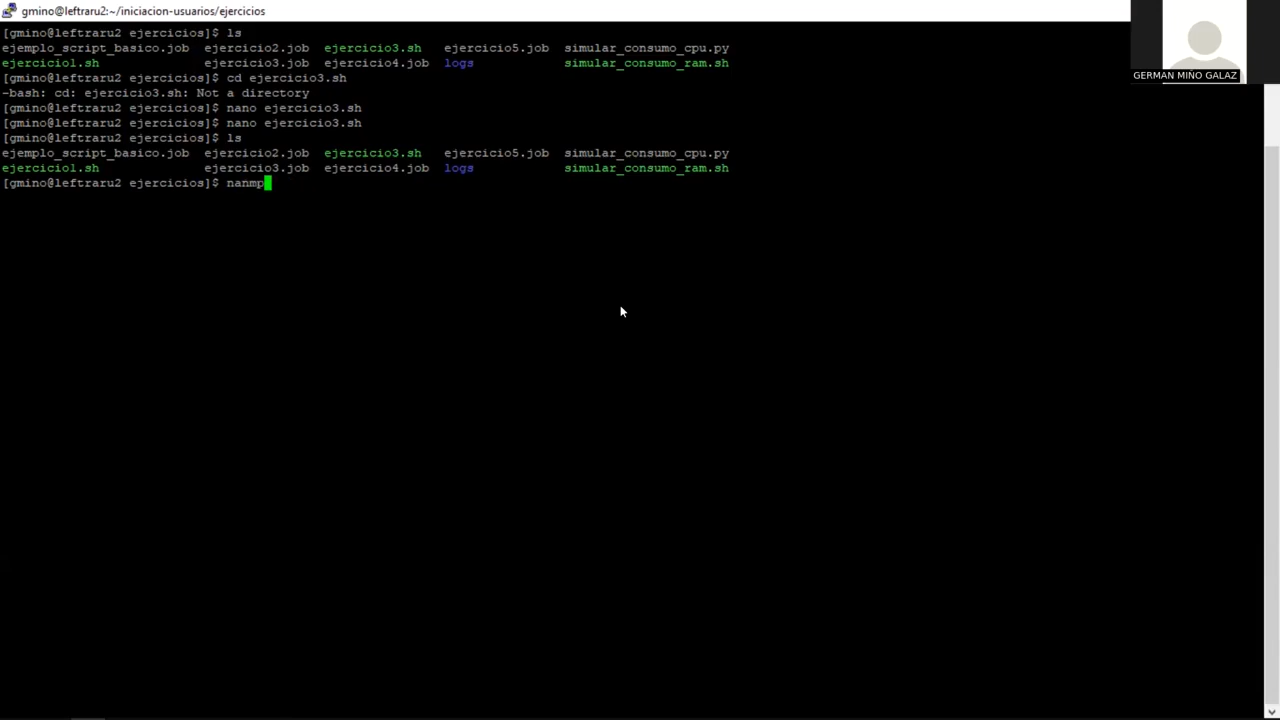 gmino@leftraru2:~/iniciacion-usuarios/ejercicios
[gmino@leftraru2 ejercicios]$ ls
ejemplo_script_basico.job  ejercicio2.job  ejercicio3.sh   ejercicio5.job  simular_consumo_cpu.py
ejercicio1.sh              ejercicio3.job  ejercicio4.job  logs            simular_consumo_ram.sh
[gmino@leftraru2 ejercicios]$ cd ejercicio3.sh
-bash: cd: ejercicio3.sh: Not a directory
[gmino@leftraru2 ejercicios]$ nano ejercicio3.sh
[gmino@leftraru2 ejercicios]$ nano ejercicio3.sh
[gmino@leftraru2 ejercicios]$ ls
ejemplo_script_basico.job  ejercicio2.job  ejercicio3.sh   ejercicio5.job  simular_consumo_cpu.py
ejercicio1.sh              ejercicio3.job  ejercicio4.job  logs            simular_consumo_ram.sh
[gmino@leftraru2 ejercicios]$ nanmp
GERMAN MIÑO GALAZ